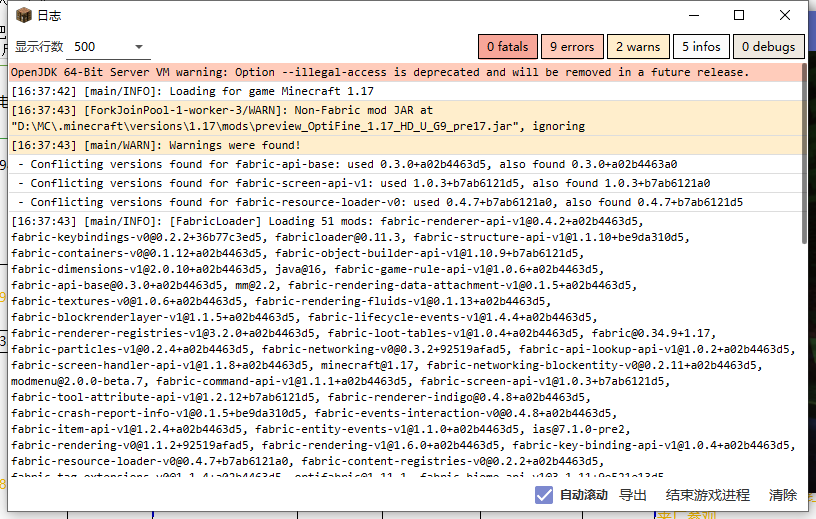 日志
显示行数 500
0 fatals 9 errors 2 warns 5 infos 0 debugs
OpenJDK 64-Bit Server VM warning: Option --illegal-access is deprecated and will be removed in a future release.
[16:37:42] [main/INFO]: Loading for game Minecraft 1.17
[16:37:43] [ForkJoinPool-1-worker-3/WARN]: Non-Fabric mod JAR at
"D:\MC\.minecraft\versions\1.17\mods\preview_OptiFine_1.17_HD_U_G9_pre17.jar", ignoring
[16:37:43] [main/WARN]: Warnings were found!
- Conflicting versions found for fabric-api-base: used 0.3.0+a02b4463d5, also found 0.3.0+a02b4463a0
- Conflicting versions found for fabric-screen-api-v1: used 1.0.3+b7ab6121d5, also found 1.0.3+b7ab6121a0
- Conflicting versions found for fabric-resource-loader-v0: used 0.4.7+b7ab6121a0, also found 0.4.7+b7ab6121d5
[16:37:43] [main/INFO]: [FabricLoader] Loading 51 mods: fabric-renderer-api-v1@0.4.2+a02b4463d5,
fabric-keybindings-v0@0.2.2+36b77c3ed5, fabricloader@0.11.3, fabric-structure-api-v1@1.1.10+be9da310d5,
fabric-containers-v0@0.1.12+a02b4463d5, fabric-object-builder-api-v1@1.10.9+b7ab6121d5,
fabric-dimensions-v1@2.0.10+a02b4463d5, java@16, fabric-game-rule-api-v1@1.0.6+a02b4463d5,
fabric-api-base@0.3.0+a02b4463d5, mm@2.2, fabric-rendering-data-attachment-v1@0.1.5+a02b4463d5,
fabric-textures-v0@1.0.6+a02b4463d5, fabric-rendering-fluids-v1@0.1.13+a02b4463d5,
fabric-blockrenderlayer-v1@1.1.5+a02b4463d5, fabric-lifecycle-events-v1@1.4.4+a02b4463d5,
fabric-renderer-registries-v1@3.2.0+a02b4463d5, fabric-loot-tables-v1@1.0.4+a02b4463d5, fabric@0.34.9+1.17,
fabric-particles-v1@0.2.4+a02b4463d5, fabric-networking-v0@0.3.2+92519afad5, fabric-api-lookup-api-v1@1.0.2+a02b4463d5,
fabric-screen-handler-api-v1@1.1.8+a02b4463d5, minecraft@1.17, fabric-networking-blockentity-v0@0.2.11+a02b4463d5,
modmenu@2.0.0-beta.7, fabric-command-api-v1@1.1.1+a02b4463d5, fabric-screen-api-v1@1.0.3+b7ab6121d5,
fabric-tool-attribute-api-v1@1.2.12+b7ab6121d5, fabric-renderer-indigo@0.4.8+a02b4463d5,
fabric-crash-report-info-v1@0.1.5+be9da310d5, fabric-events-interaction-v0@0.4.8+a02b4463d5,
fabric-item-api-v1@1.2.4+a02b4463d5, fabric-entity-events-v1@1.1.0+a02b4463d5, ias@7.1.0-pre2,
fabric-rendering-v0@1.1.2+92519afad5, fabric-rendering-v1@1.6.0+a02b4463d5, fabric-key-binding-api-v1@1.0.4+a02b4463d5,
fabric-resource-loader-v0@0.4.7+b7ab6121a0, fabric-content-registries-v0@0.2.2+a02b4463d5,
自动滚动 导出 结束游戏进程 清除